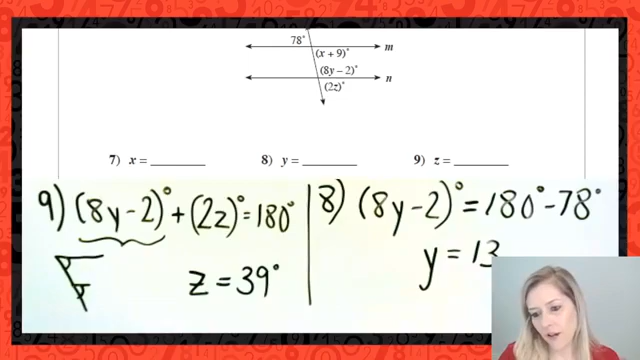 78°
m
(x + 9)°
(8y – 2)°
n
(2z)°
7) x = ________ 8) y = ________ 9) z = ________
9) (8y - 2)° + (2z)° = 180°
z = 39°
8) (8y - 2)° = 180° - 78°
y = 13